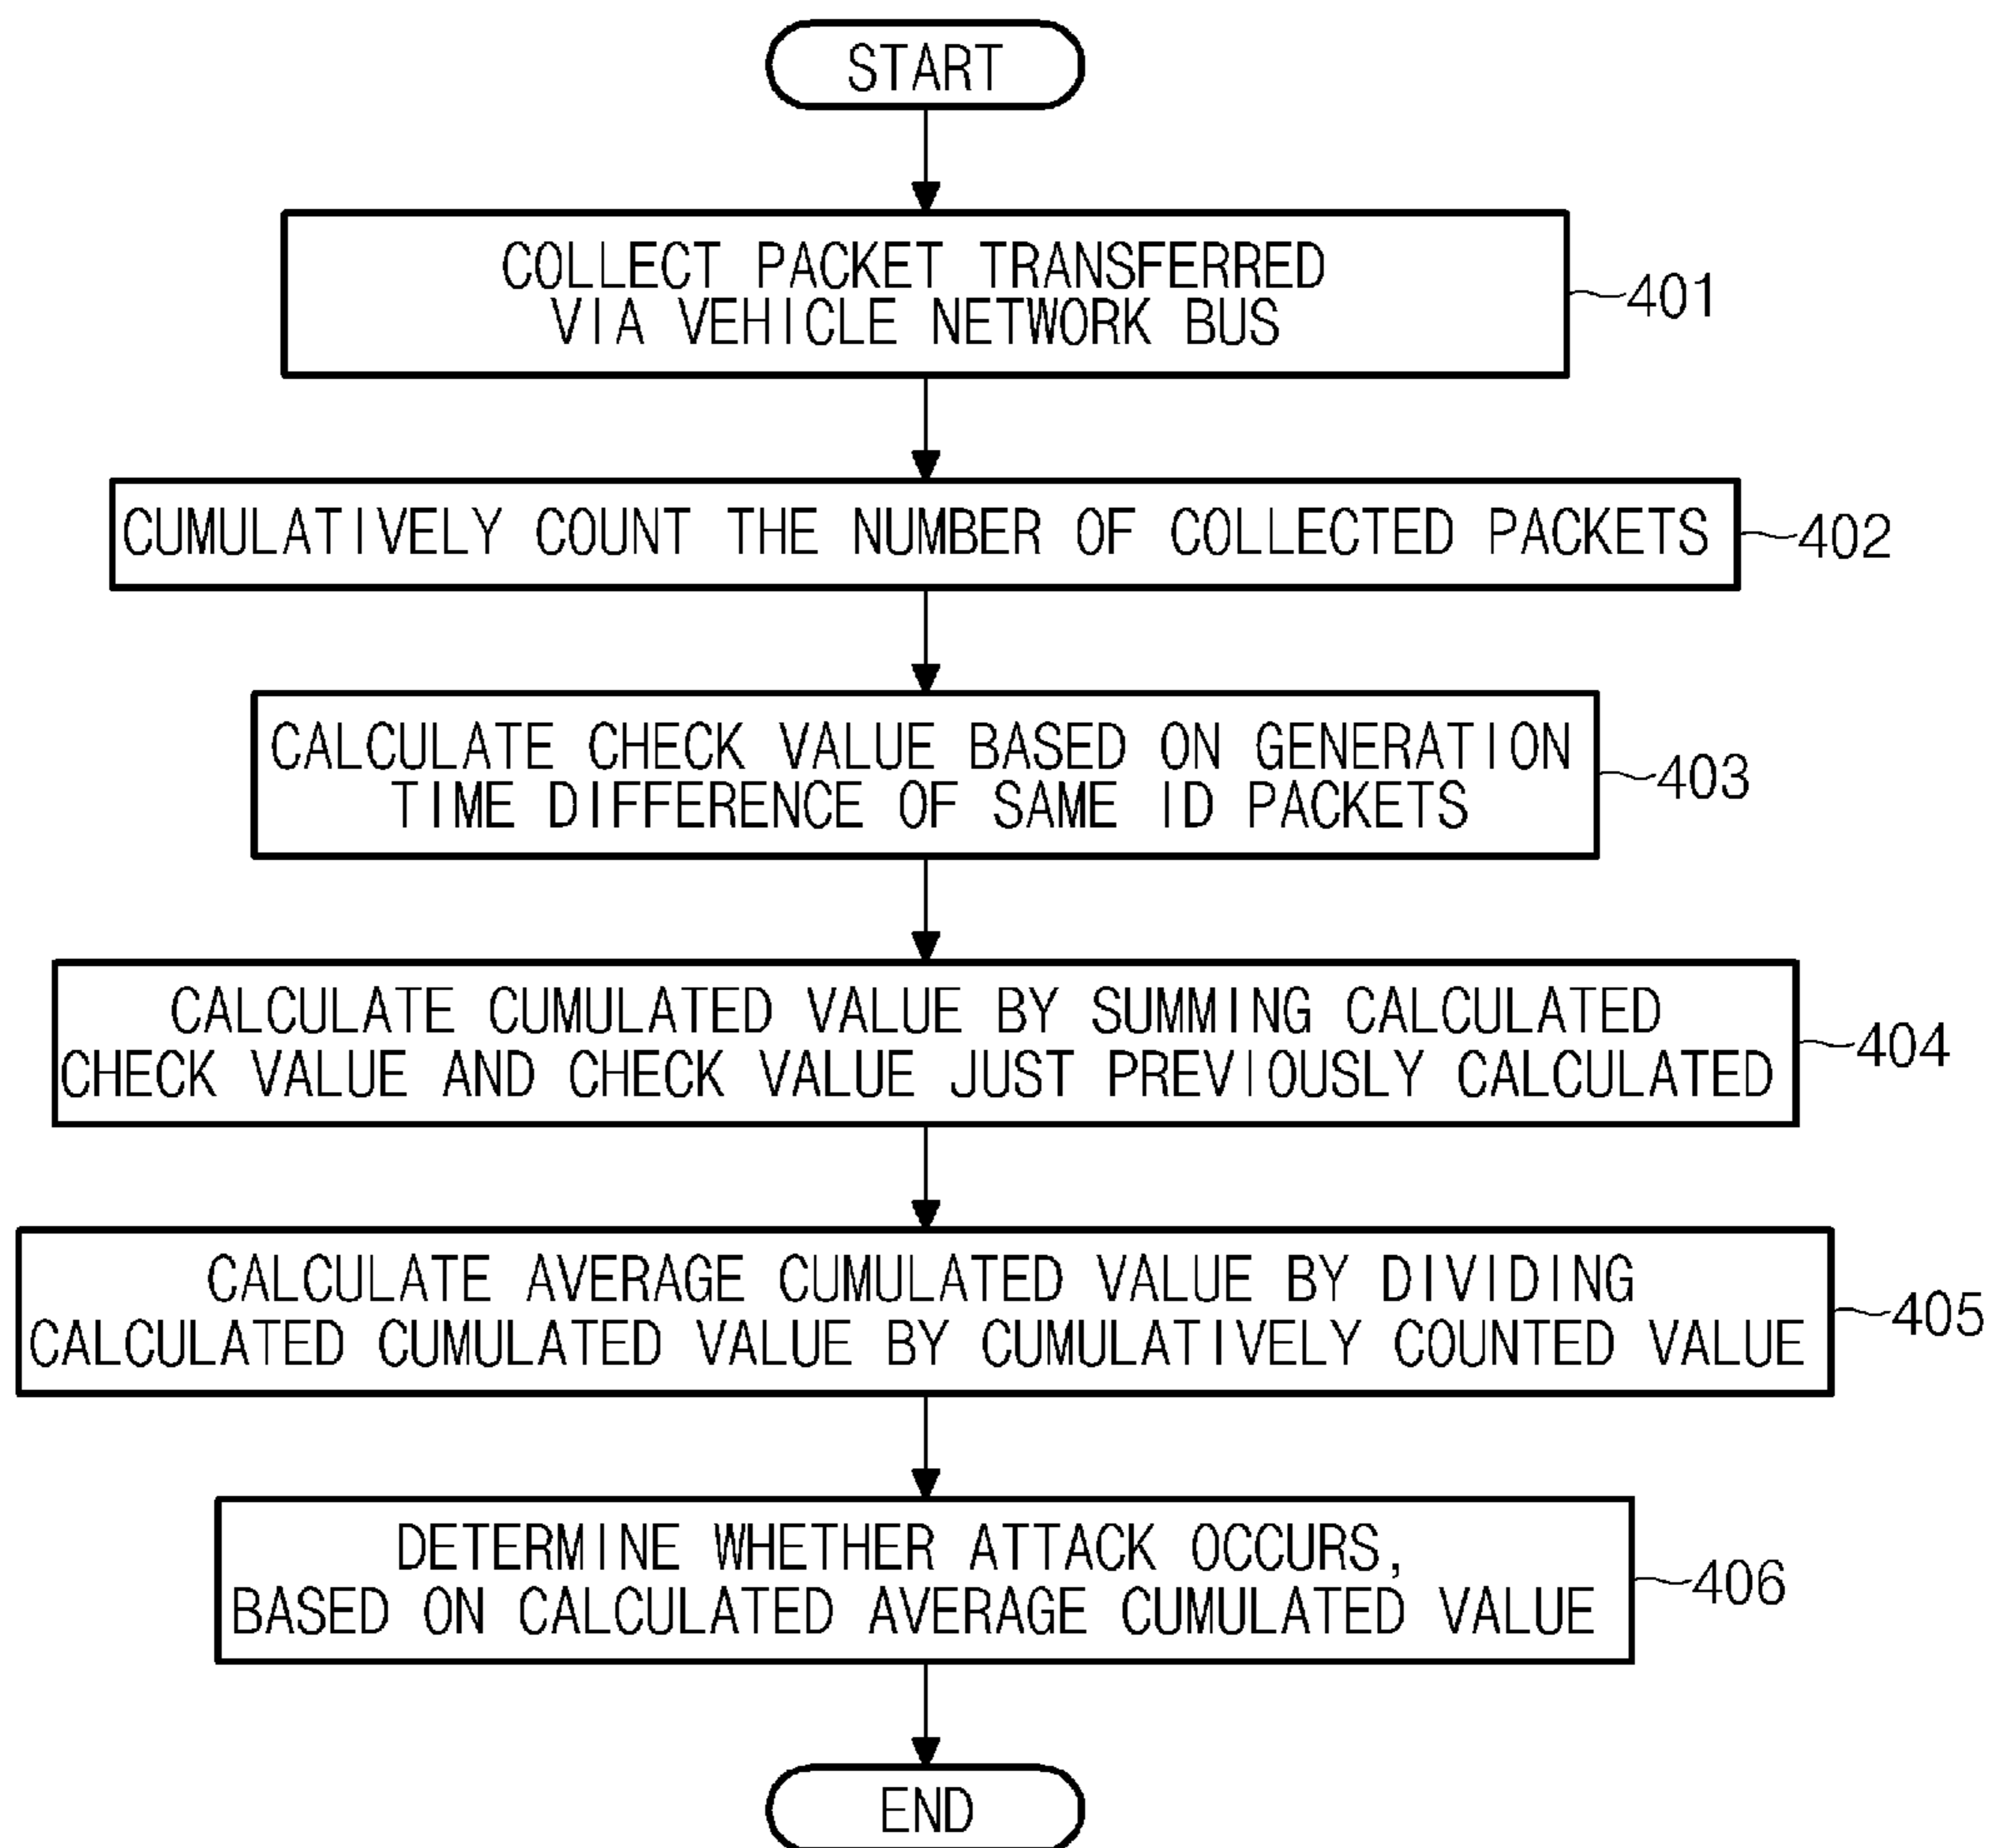 START
COLLECT PACKET TRANSFERRED
VIA VEHICLE NETWORK BUS
401
CUMULATIVELY COUNT THE NUMBER OF COLLECTED PACKETS
402
CALCULATE CHECK VALUE BASED ON GENERATION
TIME DIFFERENCE OF SAME ID PACKETS
403
CALCULATE CUMULATED VALUE BY SUMMING CALCULATED
CHECK VALUE AND CHECK VALUE JUST PREVIOUSLY CALCULATED
404
CALCULATE AVERAGE CUMULATED VALUE BY DIVIDING
CALCULATED CUMULATED VALUE BY CUMULATIVELY COUNTED VALUE
405
DETERMINE WHETHER ATTACK OCCURS,
BASED ON CALCULATED AVERAGE CUMULATED VALUE
406
END